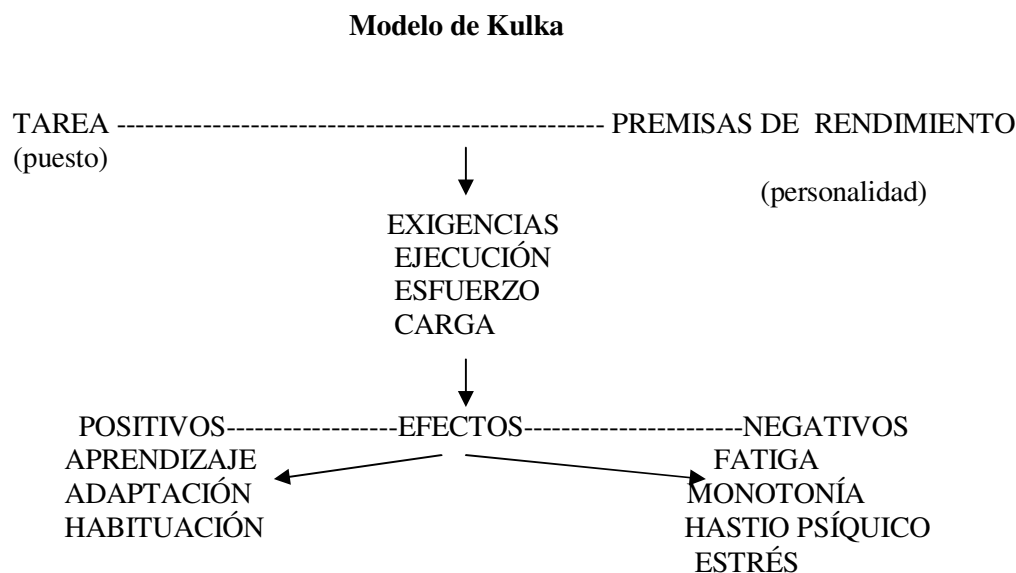 Modelo de Kulka
TAREA ---------------------------------------------------- PREMISAS DE RENDIMIENTO
(puesto)
(personalidad)
EXIGENCIAS
EJECUCIÓN
ESFUERZO
CARGA
POSITIVOS------------------EFECTOS-----------------------NEGATIVOS
APRENDIZAJE FATIGA
ADAPTACIÓN MONOTONÍA
HABITUACIÓN HASTIO PSÍQUICO
ESTRÉS